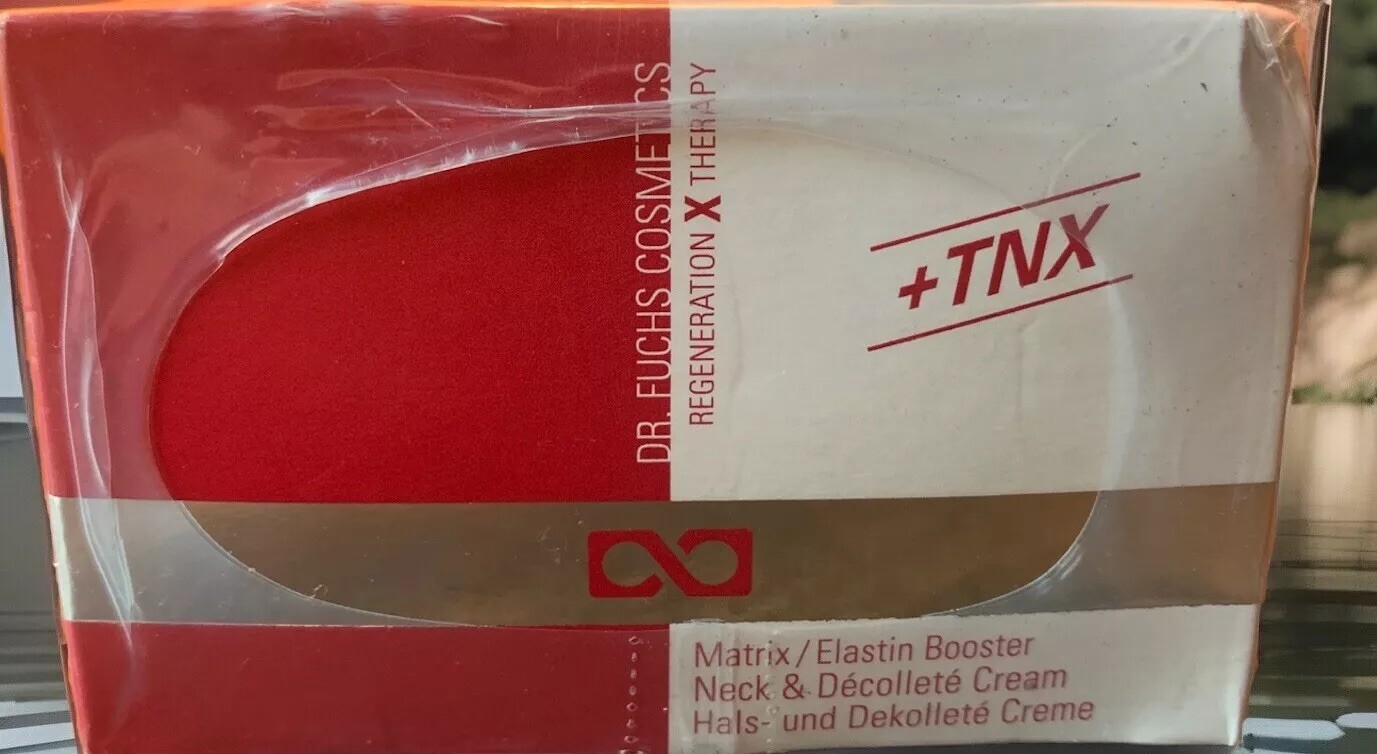 DR. FUCHS COSMETICS
REGENERATION X THERAPY
+TNX
Matrix/Elastin Booster
Neck & Décolleté Cream
Hals- und Dekolleté Creme